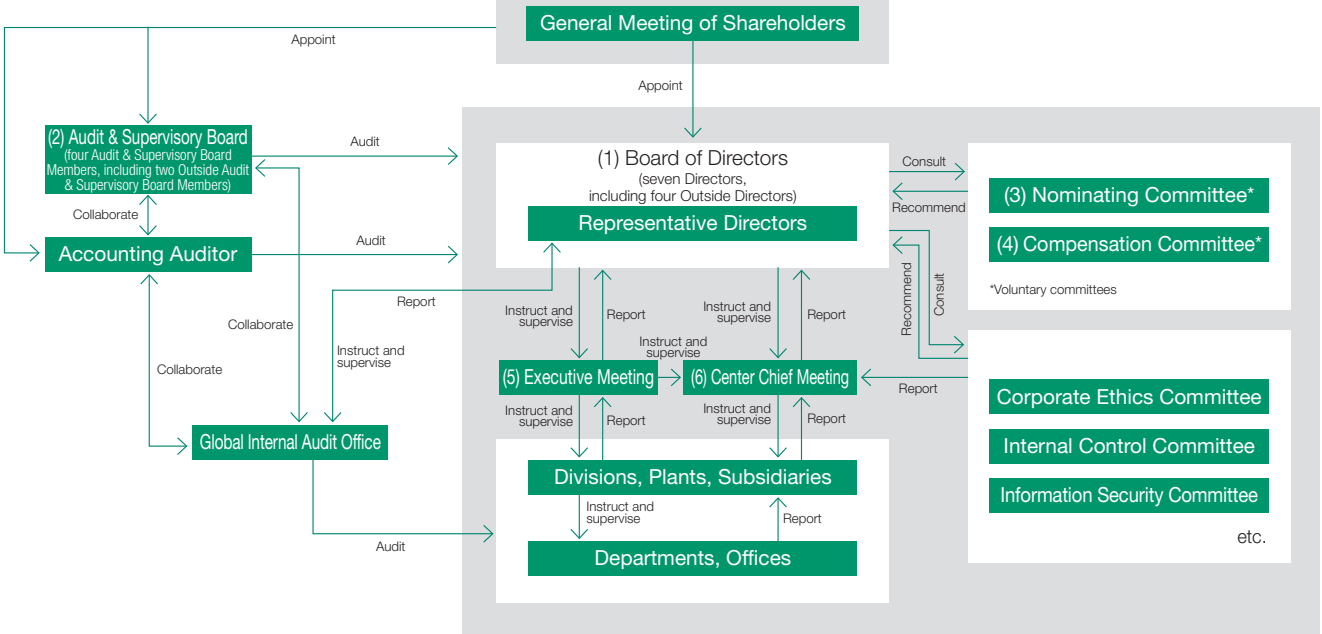 General Meeting of Shareholders
Appoint
Appoint
(2) Audit & Supervisory Board
(four Audit & Supervisory Board
Members, including two Outside Audit
& Supervisory Board Members)
Audit
(1) Board of Directors
(seven Directors,
including four Outside Directors)
Representative Directors
Consult
Recommend
(3) Nominating Committee*
(4) Compensation Committee*
*Voluntary committees
Collaborate
Accounting Auditor
Audit
Report
Collaborate
Instruct and
supervise
Collaborate
Instruct and
supervise
Report
Instruct and
supervise
Report
Recommend
Consult
Instruct and
supervise
(5) Executive Meeting
(6) Center Chief Meeting
Report
Instruct and
supervise
Report
Instruct and
supervise
Report
Corporate Ethics Committee
Internal Control Committee
Information Security Committee
etc.
Global Internal Audit Office
Divisions, Plants, Subsidiaries
Instruct and
supervise
Report
Audit
Departments, Offices